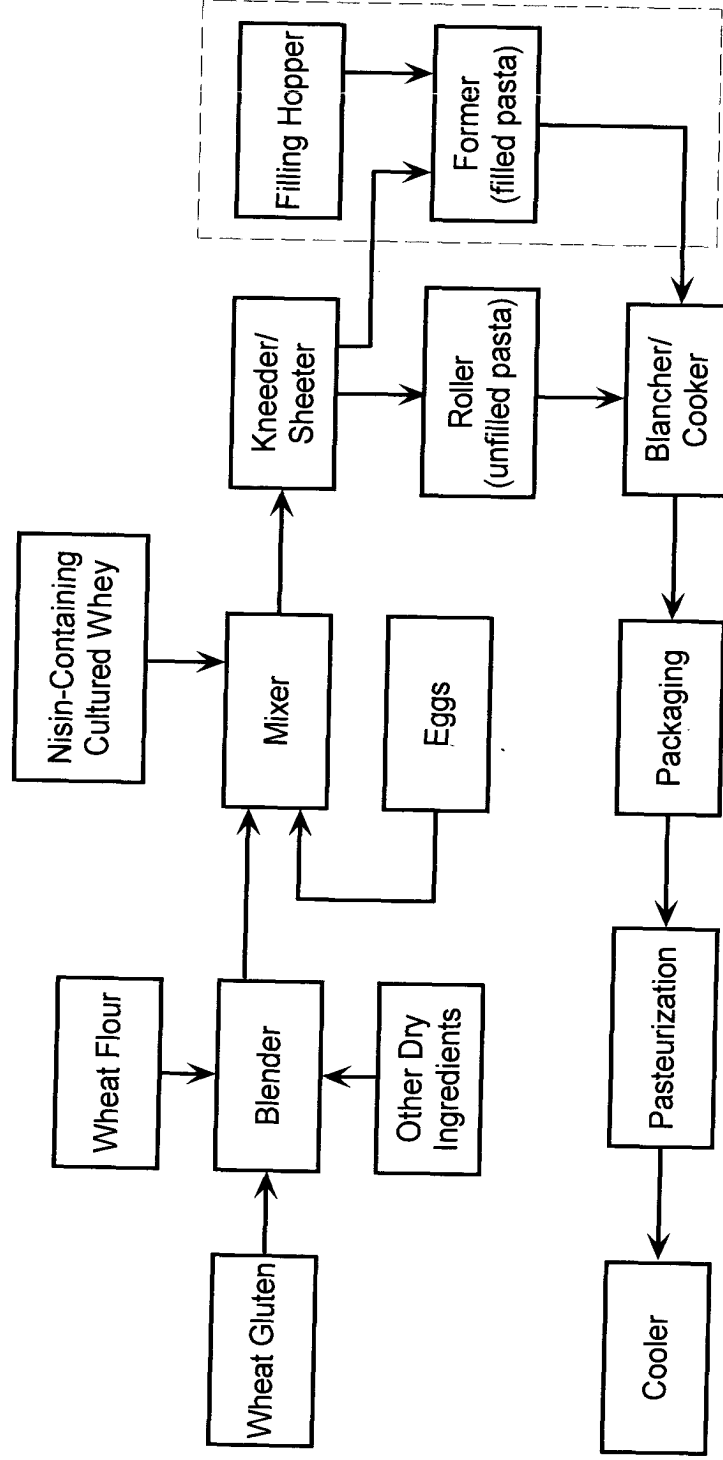 Wheat Gluten
Wheat Flour
Blender
Other Dry
Ingredients
Nisin-Containing
Cultured Whey
Mixer
Eggs
Kneeder/
Sheeter
Filling Hopper
Roller
(unfilled pasta)
Former
(filled pasta)
Blancher/
Cooker
Packaging
Pasteurization
Cooler